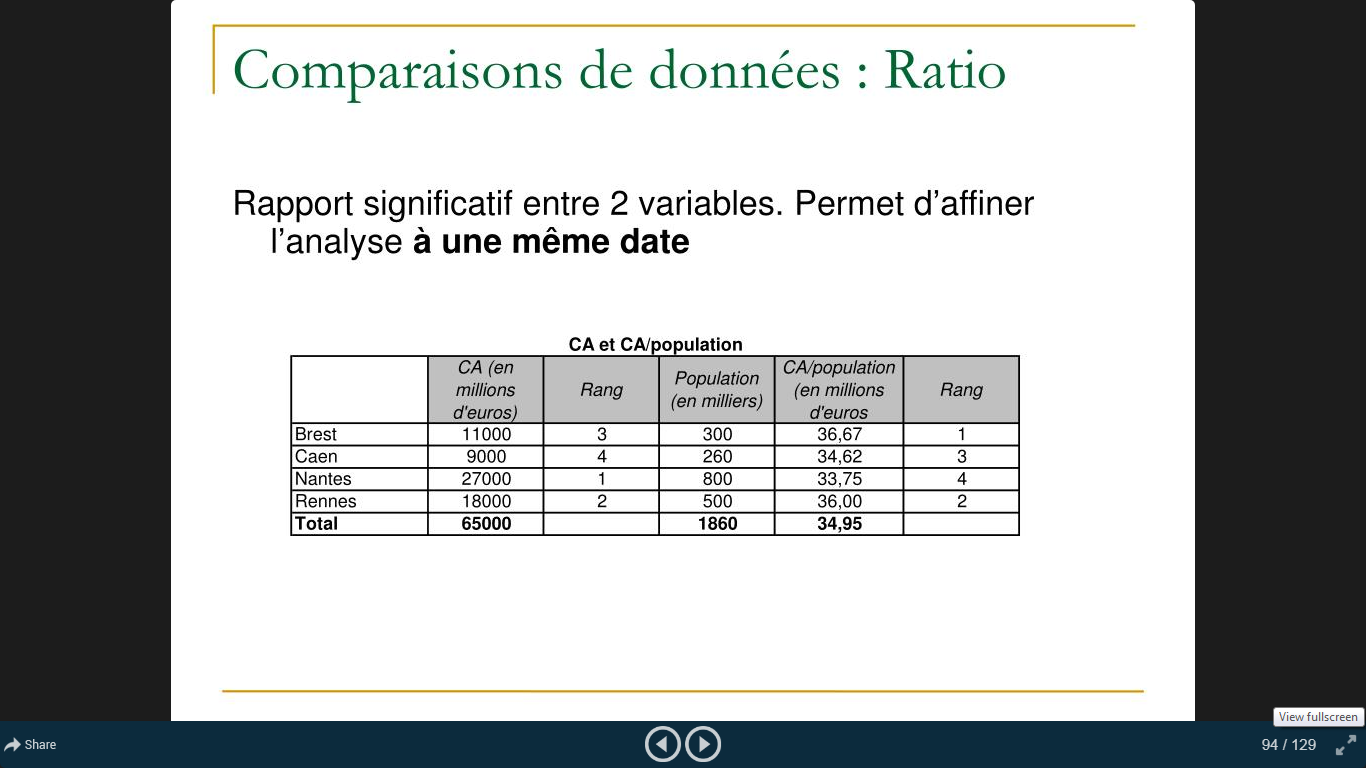 Comparaisons de données : Ratio
Rapport significatif entre 2 variables. Permet d’affiner
l’analyse à une même date
CA et CA/population
CA (en millions d'euros) Rang Population (en milliers) CA/population (en millions d'euros Rang
Brest 11000 3 300 36,67 1
Caen 9000 4 260 34,62 3
Nantes 27000 1 800 33,75 4
Rennes 18000 2 500 36,00 2
Total 65000 1860 34,95
View fullscreen
Share 94 / 129